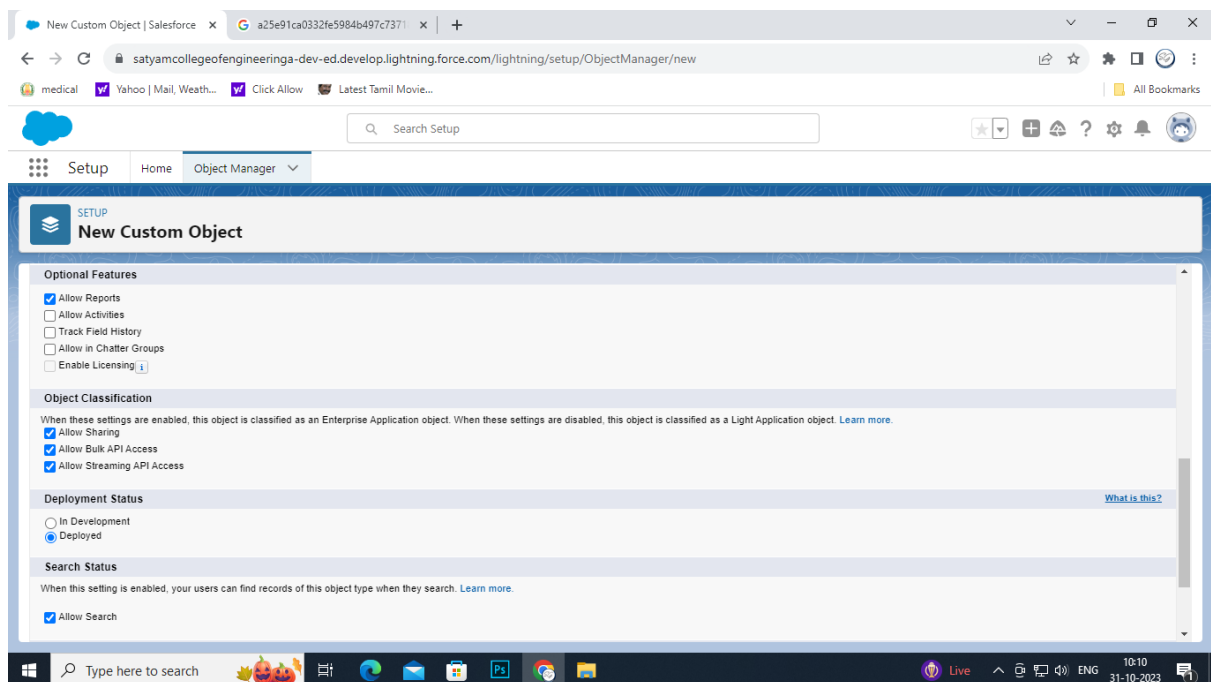 New Custom Object | Salesforce
a25e91ca0332fe5984b497c7371
satyamcollegeofengineeringa-dev-ed.develop.lightning.force.com/lightning/setup/ObjectManager/new
medical
Yahoo | Mail, Weath...
Click Allow
Latest Tamil Movie...
All Bookmarks
Search Setup
Setup
Home
Object Manager
SETUP
New Custom Object
Optional Features
Allow Reports
Allow Activities
Track Field History
Allow in Chatter Groups
Enable Licensing i
Object Classification
When these settings are enabled, this object is classified as an Enterprise Application object. When these settings are disabled, this object is classified as a Light Application object. Learn more.
Allow Sharing
Allow Bulk API Access
Allow Streaming API Access
Deployment Status
What is this?
In Development
Deployed
Search Status
When this setting is enabled, your users can find records of this object type when they search. Learn more.
Allow Search
Type here to search
Ps
Live
ENG
10:10
31-10-2023